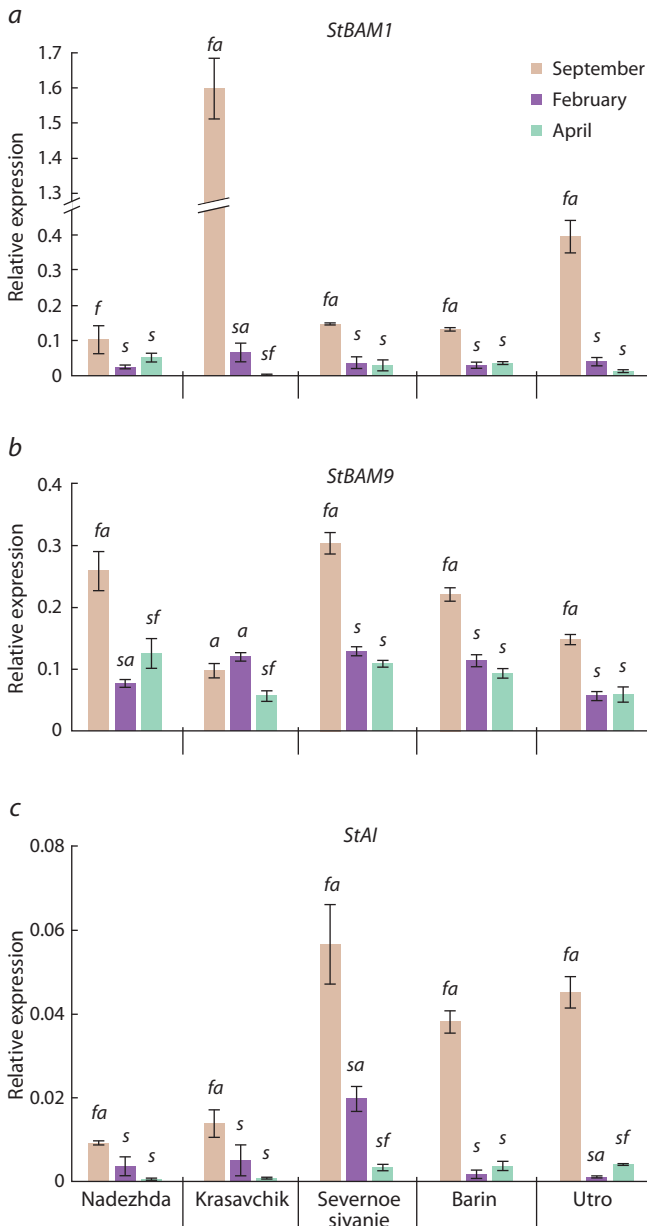 a
StBAM1
Relative expression
1.7
1.6
1.5
1.4
1.3
0.4
0.3
0.2
0.1
0
September
February
April
f s s
fa sa sf
fa s s
fa s s
fa s s
b
StBAM9
Relative expression
0.4
0.3
0.2
0.1
0
fa sa sf
a a sf
fa s s
fa s s
fa s s
c
StAI
Relative expression
0.08
0.06
0.04
0.02
0
fa s s
fa s s
fa sa sf
fa s s
fa sa sf
Nadezhda Krasavchik Severnoe Barin Utro
sivanie